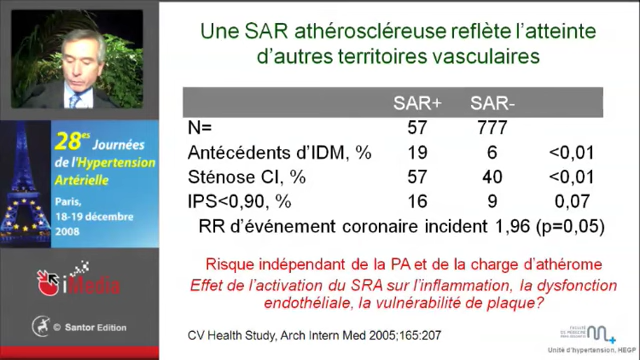 Une SAR athéroscléreuse reflète l'atteinte
d'autres territoires vasculaires
SAR+ SAR-
N= 57 777
Antécédents d'IDM, % 19 6 <0,01
Sténose CI, % 57 40 <0,01
IPS<0,90, % 16 9 0,07
RR d'événement coronaire incident 1,96 (p=0,05)
Risque indépendant de la PA et de la charge d'athérome
Effet de l'activation du SRA sur l'inflammation, la dysfonction
endothéliale, la vulnérabilité de plaque?
CV Health Study, Arch Intern Med 2005;165:207
Unité d'hypertension, HEGP
28es Journées
de l'Hypertension
Artérielle
Paris,
18-19 décembre
2008
iMedia
© Santor Edition